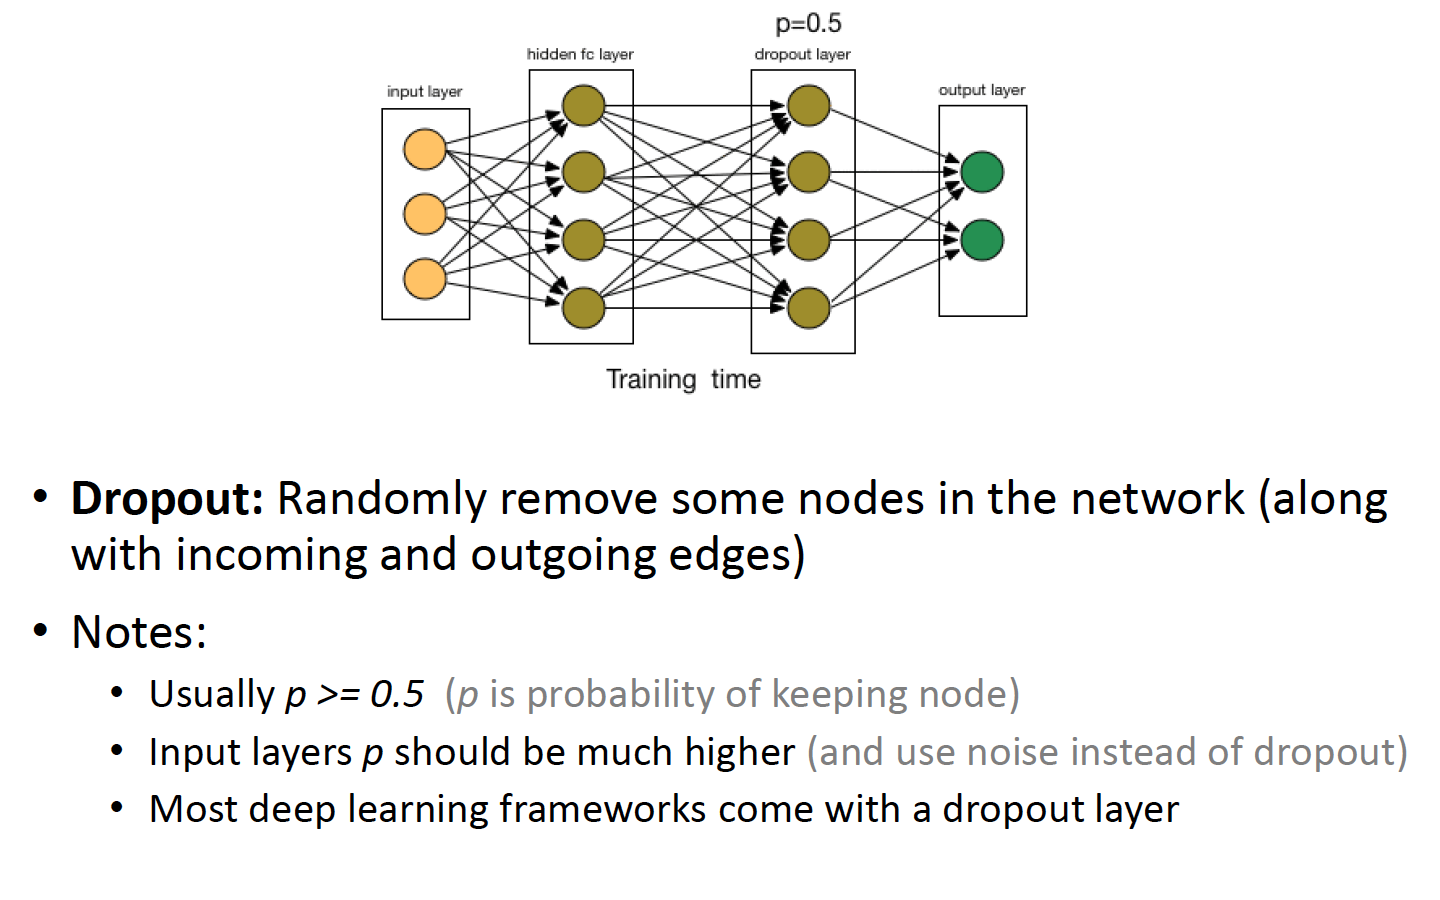 p=0.5
hidden fc layer
dropout layer
input layer
output layer
Training time
• Dropout: Randomly remove some nodes in the network (along
with incoming and outgoing edges)
• Notes:
• Usually p >= 0.5 (p is probability of keeping node)
• Input layers p should be much higher (and use noise instead of dropout)
• Most deep learning frameworks come with a dropout layer